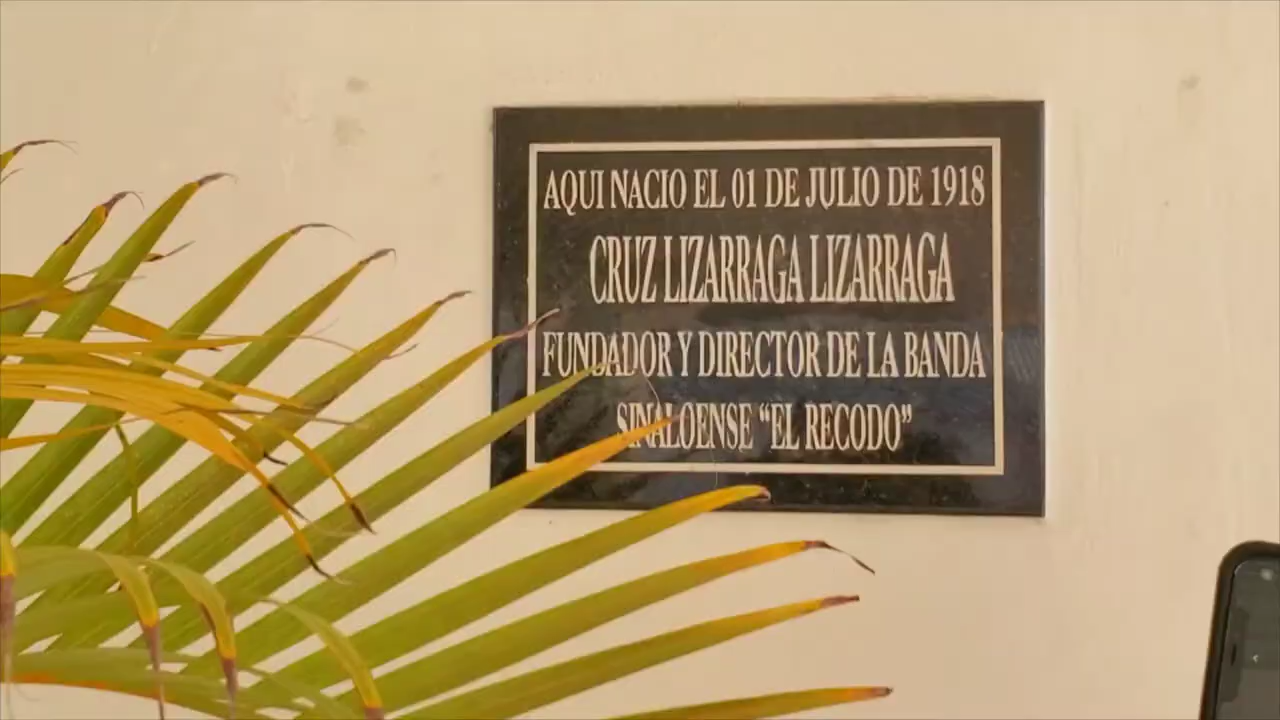 AQUI NACIO EL 01 DE JULIO DE 1918
CRUZ LIZARRAGA LIZARRAGA
FUNDADOR Y DIRECTOR DE LA BANDA
SINALOENSE “EL RECODO”